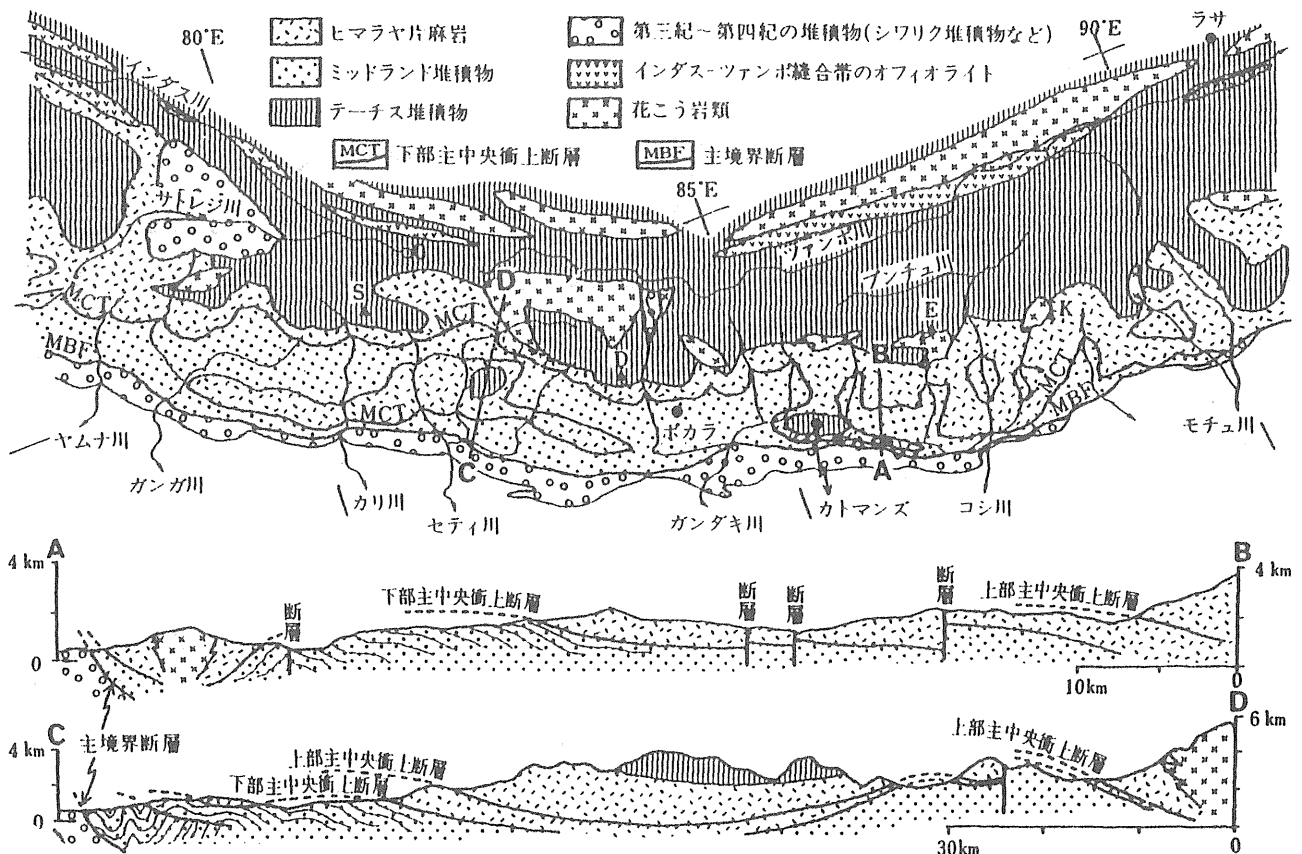 80°E
90°E
ラサ
ヒマラヤ片麻岩
第三紀~第四紀の堆積物(シワリク堆積物など)
ミッドランド堆積物
インダス-ツァンポ縫合帯のオフィオライト
テーチス堆積物
花こう岩類
MCT 下部主中央衝上断層
MBF 主境界断層
インダス川
85°E
サトレジ川
ツァンポ川
プンチュ川
S
D
E
K
MCT
MCT
B
D
MBF
MCT
MCT
MBF
ポカラ
C
A
ヤムナ川
ガンガ川
カリ川
セティ川
ガンダキ川
カトマンズ
コシ川
モチュ川
A
B
4 km
4 km
下部主中央衝上断層
断層
断層
断層
断層
上部主中央衝上断層
0
10km
0
C
D
主境界断層
4 km
6 km
上部主中央衝上断層
下部主中央衝上断層
上部主中央衝上断層
0
30km
0